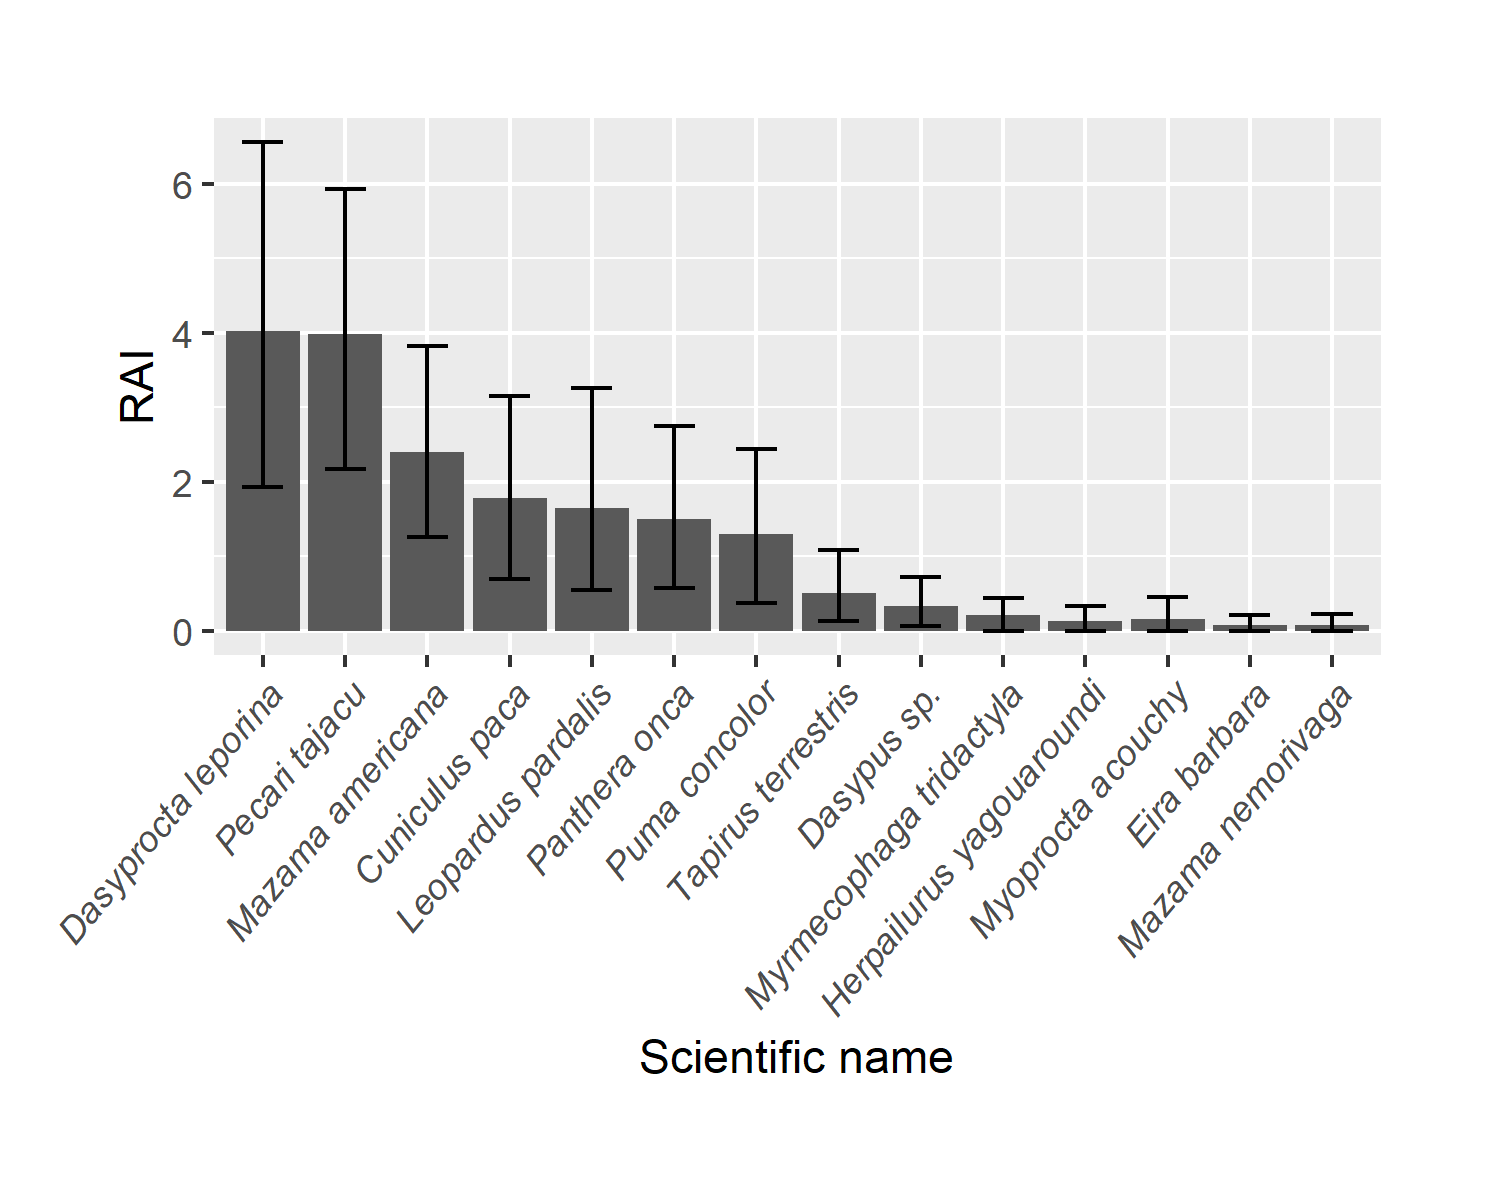 RAI
6
4
2
0
Dasyprocta leporina
Pecari tajacu
Mazama americana
Cuniculus paca
Leopardus pardalis
Panthera onca
Puma concolor
Tapirus terrestris
Dasypus sp.
Myrmecophaga tridactyla
Herpailurus yagouaroundi
Myoprocta acouchy
Eira barbara
Mazama nemorivaga
Scientific name